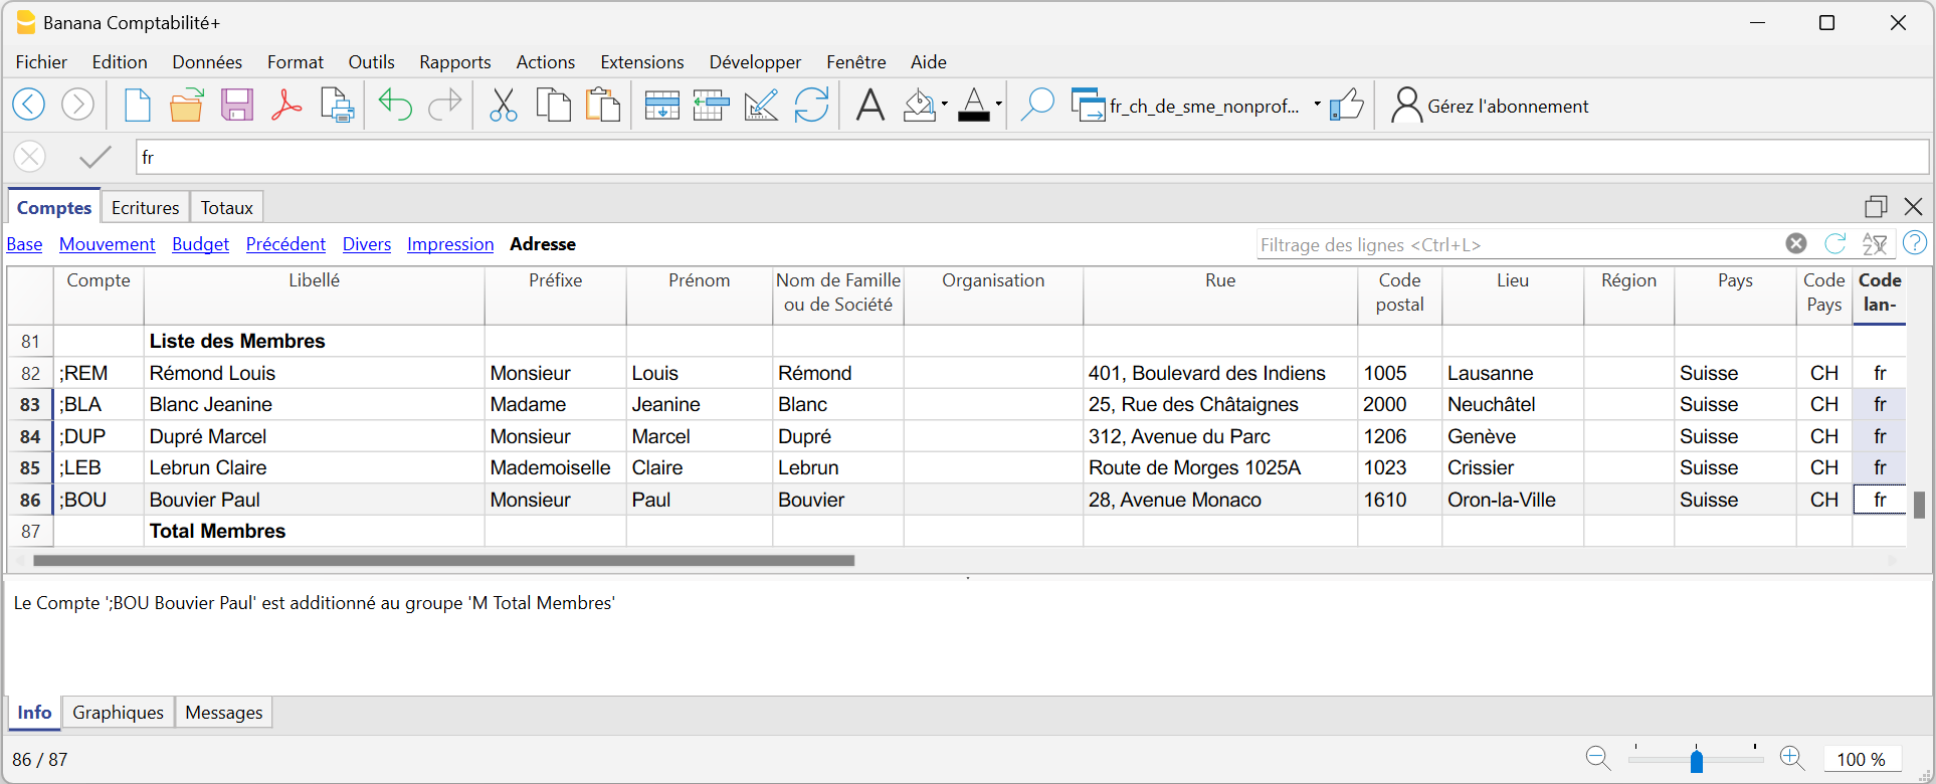 Banana Comptabilité+
Fichier Edition Données Format Outils Rapports Actions Extensions Développer Fenêtre Aide
fr_ch_de_sme_nonprof... Gérez l'abonnement
fr
Comptes Ecritures Totaux
Base Mouvement Budget Précédent Divers Impression Adresse Filtrage des lignes <Ctrl+L>
Compte Libellé Préfixe Prénom Nom de Famille ou de Société Organisation Rue Code postal Lieu Région Pays Code Pays Code lan-
81 Liste des Membres
82 ;REM Rémond Louis Monsieur Louis Rémond 401, Boulevard des Indiens 1005 Lausanne Suisse CH fr
83 ;BLA Blanc Jeanine Madame Jeanine Blanc 25, Rue des Châtaignes 2000 Neuchâtel Suisse CH fr
84 ;DUP Dupré Marcel Monsieur Marcel Dupré 312, Avenue du Parc 1206 Genève Suisse CH fr
85 ;LEB Lebrun Claire Mademoiselle Claire Lebrun Route de Morges 1025A 1023 Crissier Suisse CH fr
86 ;BOU Bouvier Paul Monsieur Paul Bouvier 28, Avenue Monaco 1610 Oron-la-Ville Suisse CH fr
87 Total Membres
Le Compte ';BOU Bouvier Paul' est additionné au groupe 'M Total Membres'
Info Graphiques Messages
86 / 87 100 %